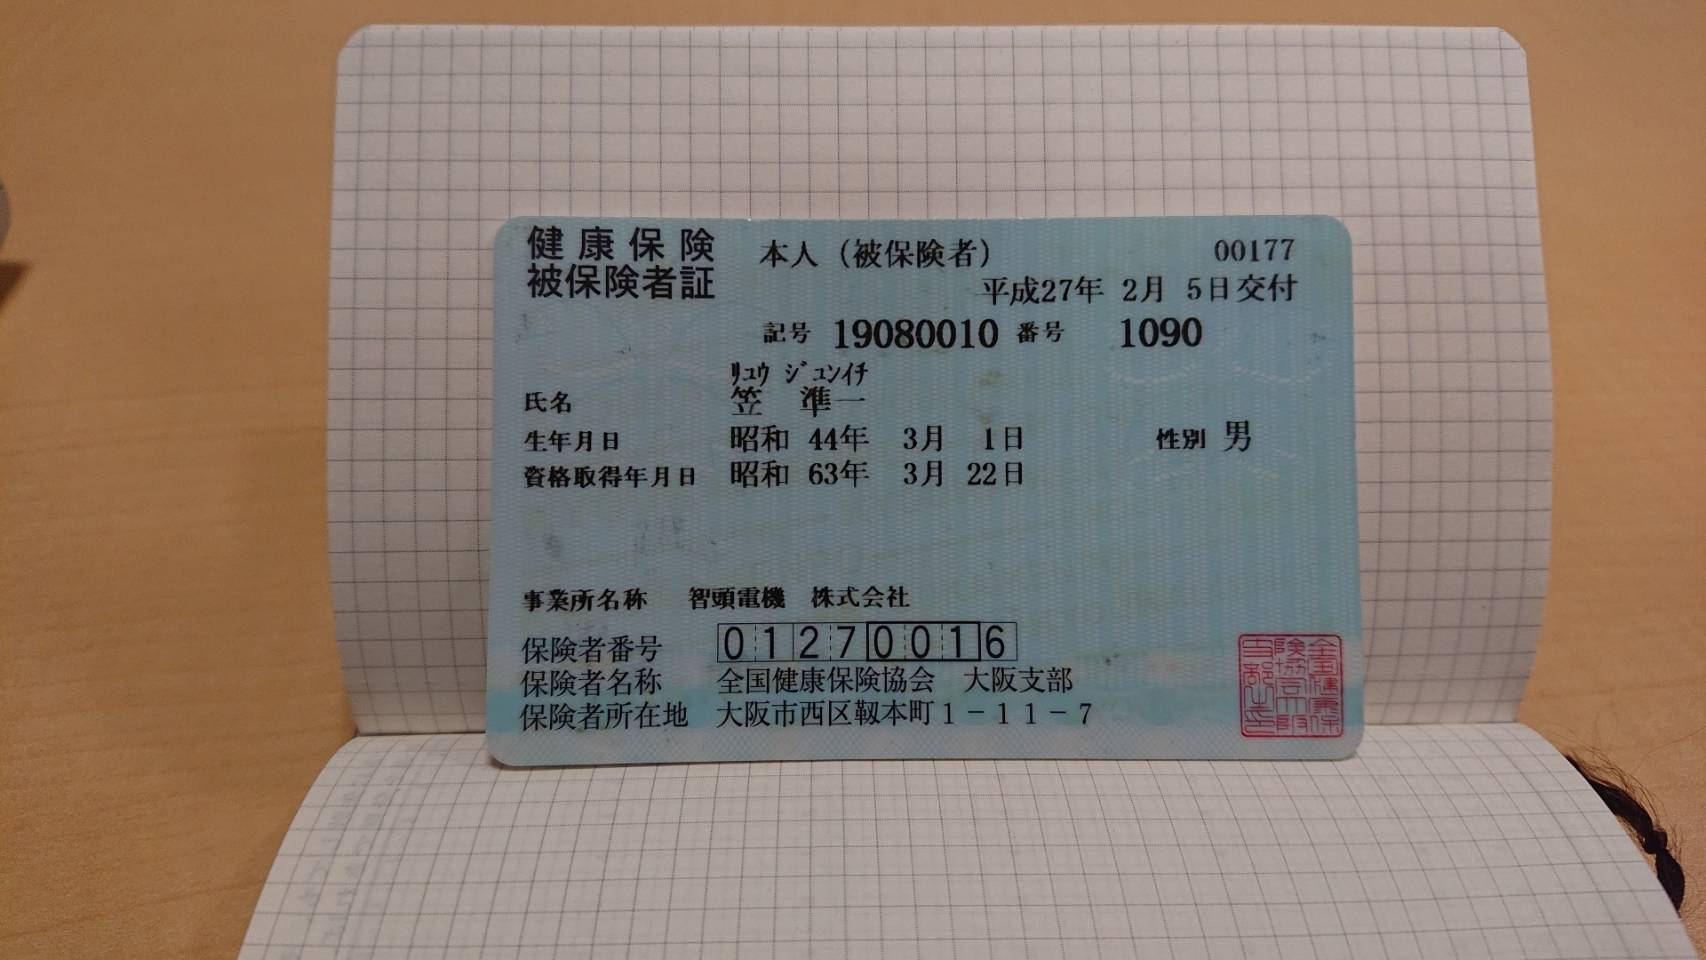 健康保険 本人（被保険者） 00177
被保険者証 平成27年 2月 5日交付
記号 19080010 番号 1090
ﾘﾕｳ ｼﾞﾕﾝｲﾁ
氏名 笠 準一
生年月日 昭和 44年 3月 1日 性別 男
資格取得年月日 昭和 63年 3月 22日
事業所名称 智頭電機 株式会社
保険者番号 01270016
保険者名称 全国健康保険協会 大阪支部
保険者所在地 大阪市西区靱本町1－11－7